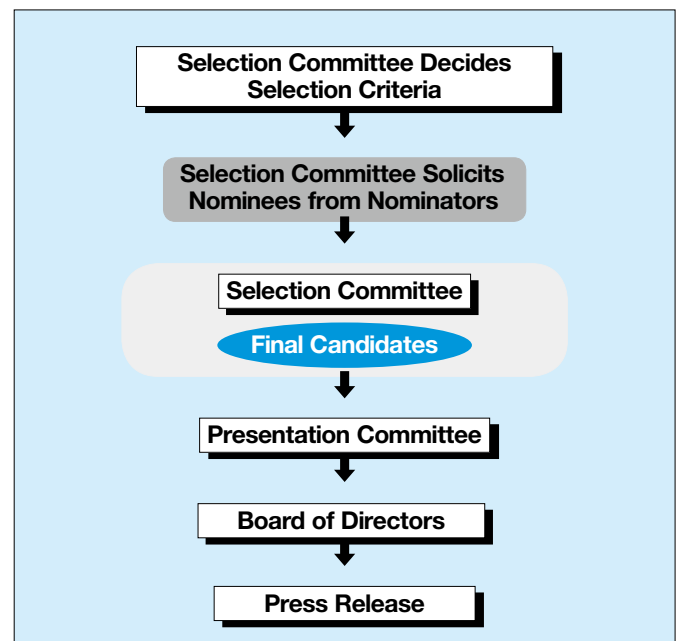 Selection Committee Decides
Selection Criteria
Selection Committee Solicits
Nominees from Nominators
Selection Committee
Final Candidates
Presentation Committee
Board of Directors
Press Release